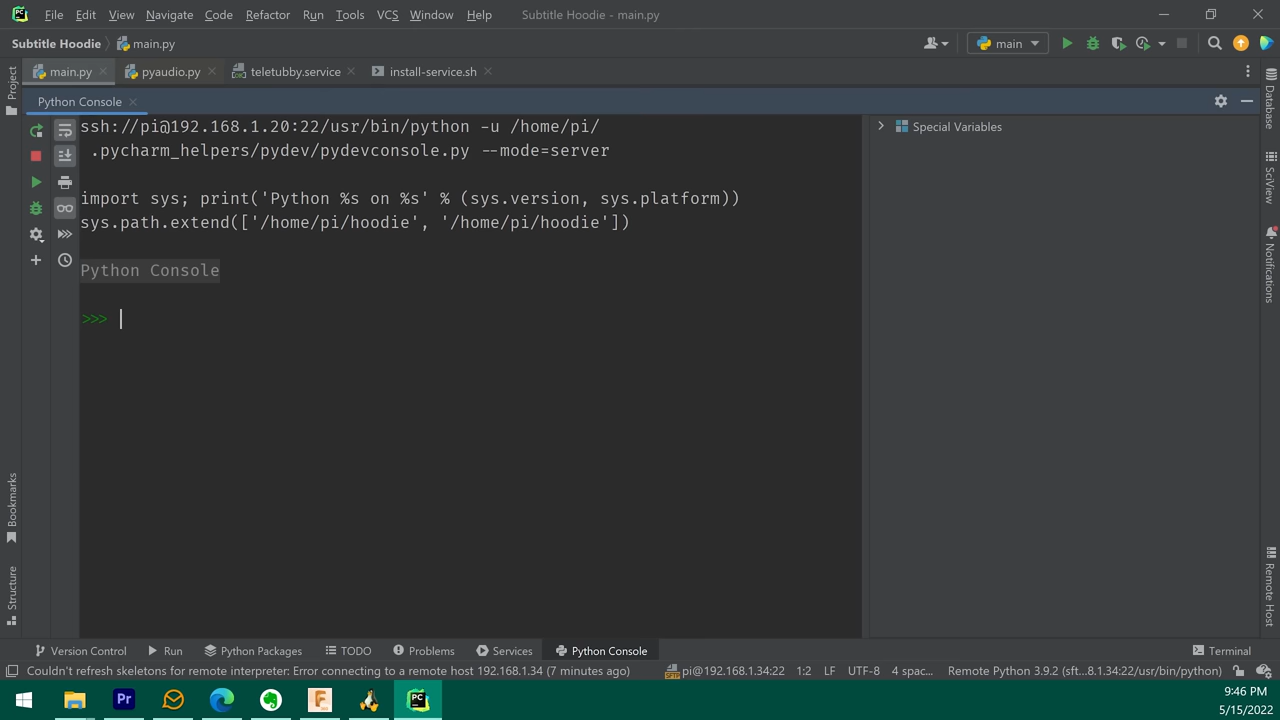 File Edit View Navigate Code Refactor Run Tools VCS Window Help Subtitle Hoodie - main.py
Subtitle Hoodie main.py main
main.py pyaudio.py teletubby.service install-service.sh
Python Console
ssh://pi@192.168.1.20:22/usr/bin/python -u /home/pi/
.pycharm_helpers/pydev/pydevconsole.py --mode=server
import sys; print('Python %s on %s' % (sys.version, sys.platform))
sys.path.extend(['/home/pi/hoodie', '/home/pi/hoodie'])
Python Console
>>>
Special Variables
Project
Bookmarks
Structure
Database
SciView
Notifications
Remote Host
Version Control Run Python Packages TODO Problems Services Python Console Terminal
Couldn't refresh skeletons for remote interpreter: Error connecting to a remote host 192.168.1.34 (7 minutes ago) pi@192.168.1.34:22 1:2 LF UTF-8 4 spac... Remote Python 3.9.2 (sft...8.1.34:22/usr/bin/python)
9:46 PM
5/15/2022